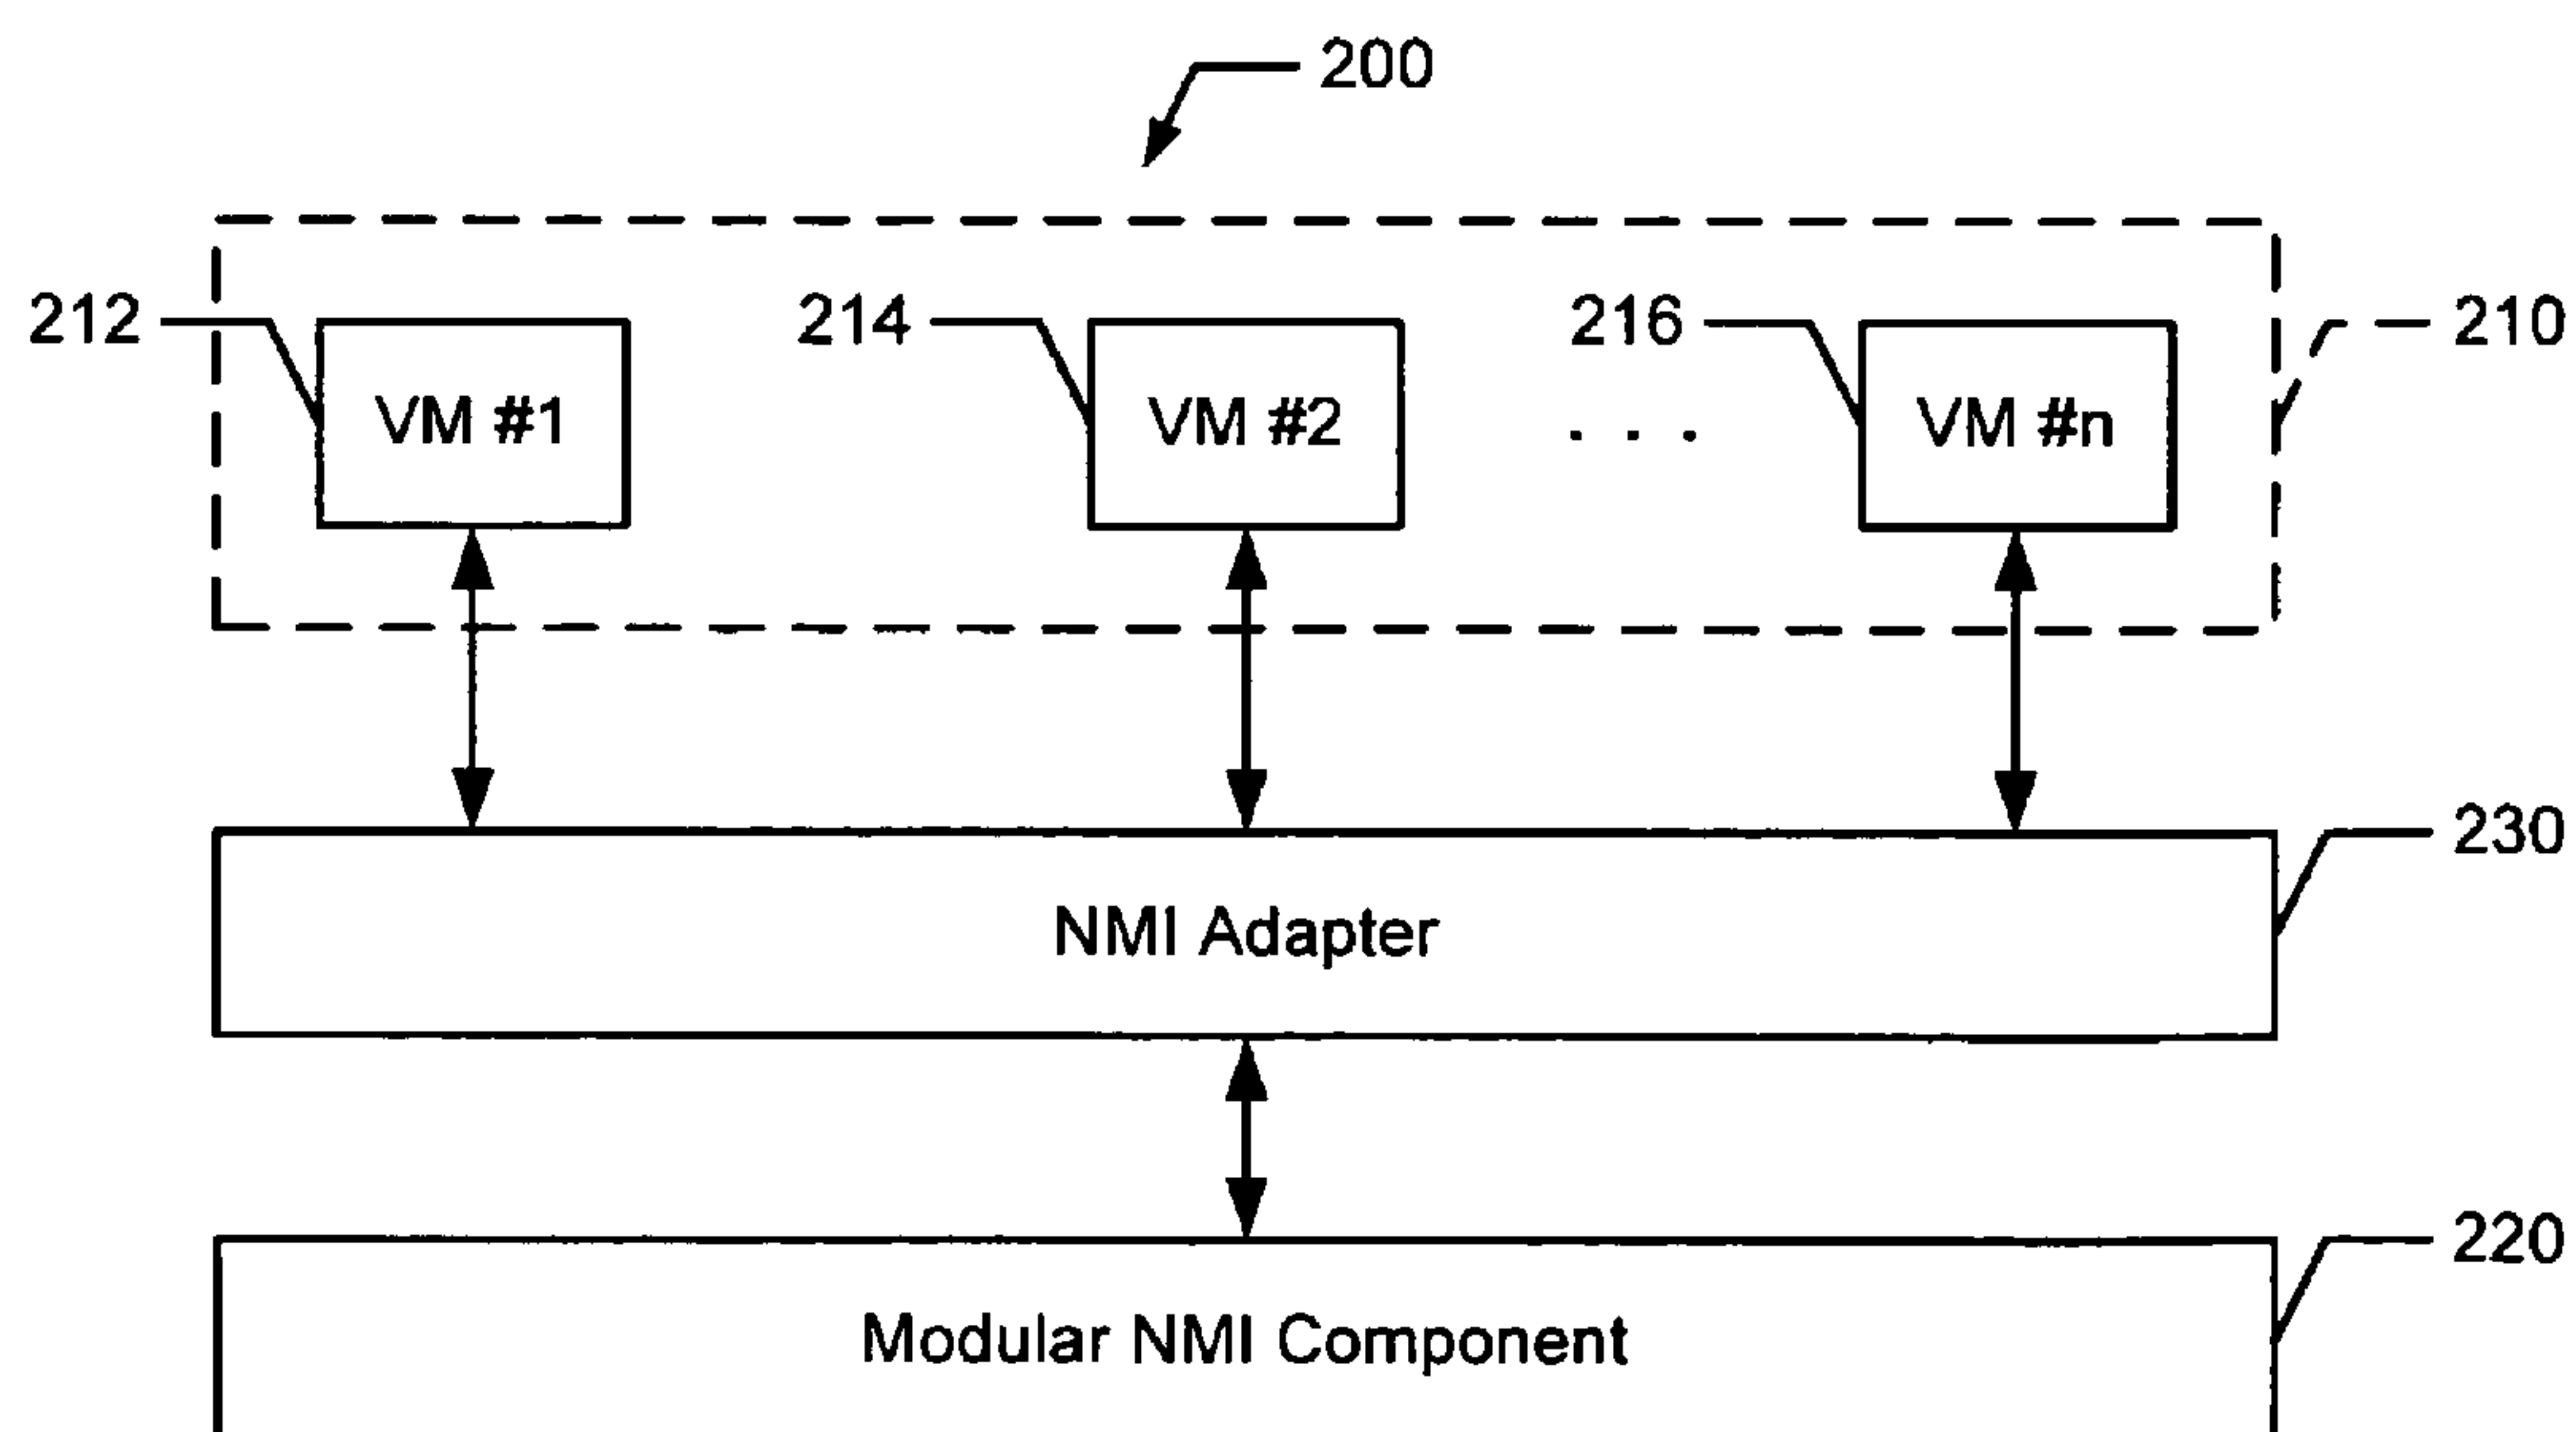 200
212
214
216
210
VM #1
VM #2
. . .
VM #n
230
NMI Adapter
220
Modular NMI Component